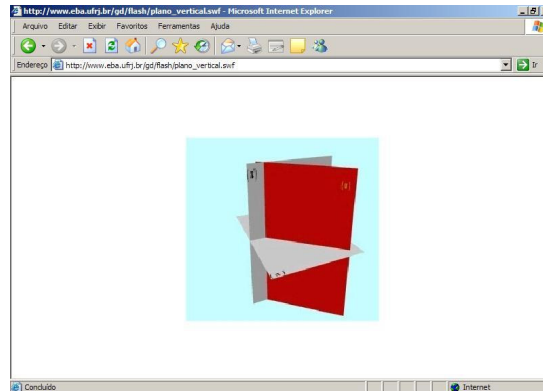 http://www.eba.ufrj.br/gd/flash/plano_vertical.swf - Microsoft Internet Explorer
Arquivo Editar Exibir Favoritos Ferramentas Ajuda
Endereço http://www.eba.ufrj.br/gd/flash/plano_vertical.swf Ir
Concluído Internet